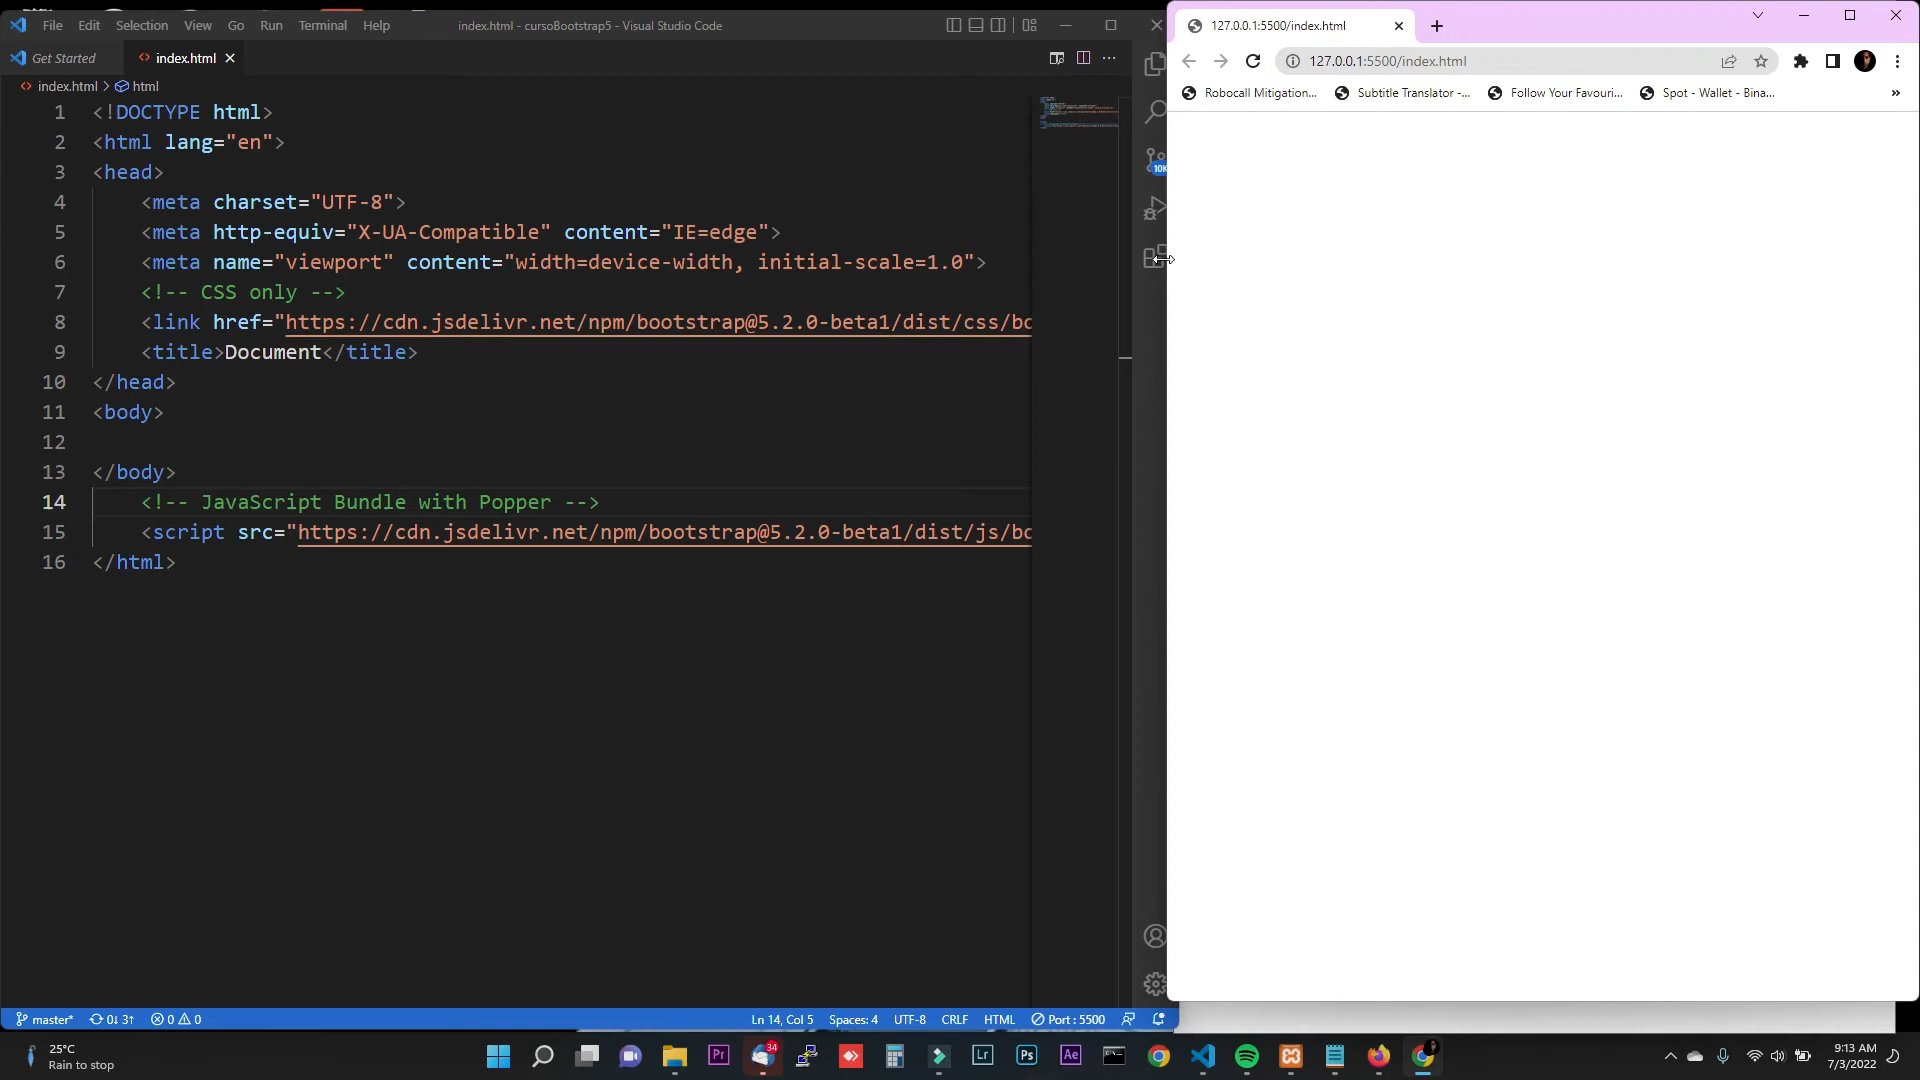 File Edit Selection View Go Run Terminal Help
index.html - cursoBootstrap5 - Visual Studio Code
Get Started
index.html
index.html > html
1 <!DOCTYPE html>
2 <html lang="en">
3 <head>
4 <meta charset="UTF-8">
5 <meta http-equiv="X-UA-Compatible" content="IE=edge">
6 <meta name="viewport" content="width=device-width, initial-scale=1.0">
7 <!-- CSS only -->
8 <link href="https://cdn.jsdelivr.net/npm/bootstrap@5.2.0-beta1/dist/css/bo
9 <title>Document</title>
10 </head>
11 <body>
12
13 </body>
14 <!-- JavaScript Bundle with Popper -->
15 <script src="https://cdn.jsdelivr.net/npm/bootstrap@5.2.0-beta1/dist/js/bo
16 </html>
10K
master* 0↓ 3↑ 0 0
Ln 14, Col 5 Spaces: 4 UTF-8 CRLF HTML Port : 5500
127.0.0.1:5500/index.html
127.0.0.1:5500/index.html
Robocall Mitigation... Subtitle Translator -... Follow Your Favouri... Spot - Wallet - Bina... »
25°C
Rain to stop
Pr
34
Lr
Ps
Ae
9:13 AM
7/3/2022